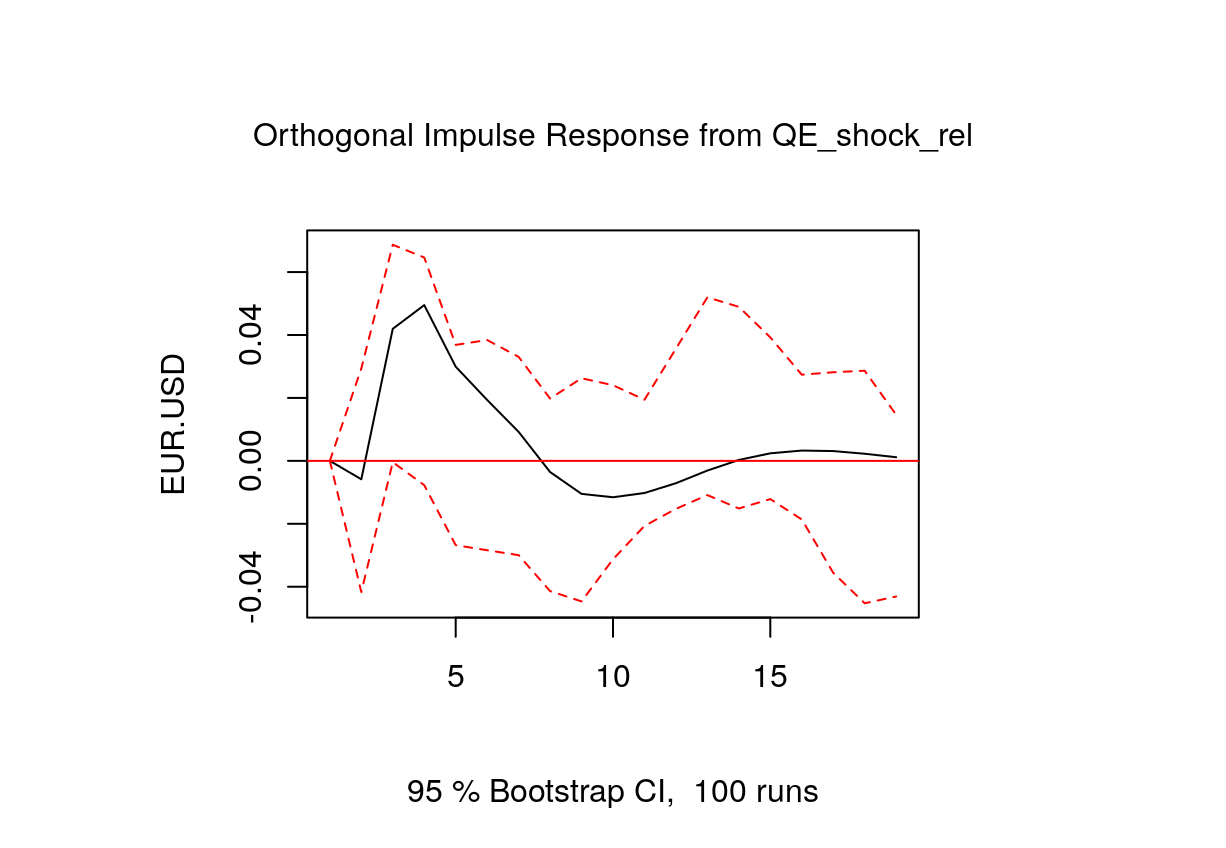 Orthogonal Impulse Response from QE_shock_rel
EUR.USD
0.04
0.00
-0.04
5 10 15
95 % Bootstrap CI,  100 runs